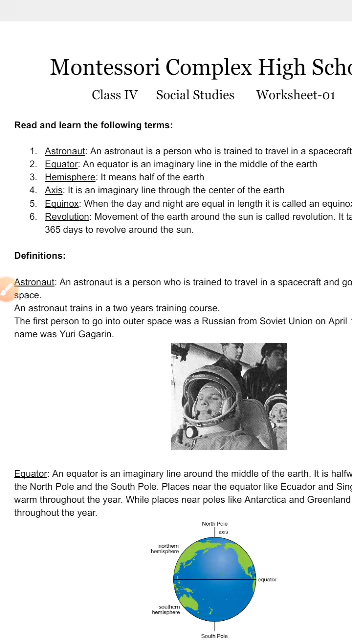 Montessori Complex High Scho
Class IV Social Studies Worksheet-01
Read and learn the following terms:
1. Astronaut: An astronaut is a person who is trained to travel in a spacecraft
2. Equator: An equator is an imaginary line in the middle of the earth
3. Hemisphere: It means half of the earth
4. Axis: It is an imaginary line through the center of the earth
5. Equinox: When the day and night are equal in length it is called an equinox
6. Revolution: Movement of the earth around the sun is called revolution. It ta
365 days to revolve around the sun.
Definitions:
Astronaut: An astronaut is a person who is trained to travel in a spacecraft and go
space.
An astronaut trains in a two years training course.
The first person to go into outer space was a Russian from Soviet Union on April
name was Yuri Gagarin.
Equator: An equator is an imaginary line around the middle of the earth. It is halfw
the North Pole and the South Pole. Places near the equator like Ecuador and Sing
warm throughout the year. While places near poles like Antarctica and Greenland
throughout the year.
North Pole
axis
northern
hemisphere
equator
southern
hemisphere
South Pole